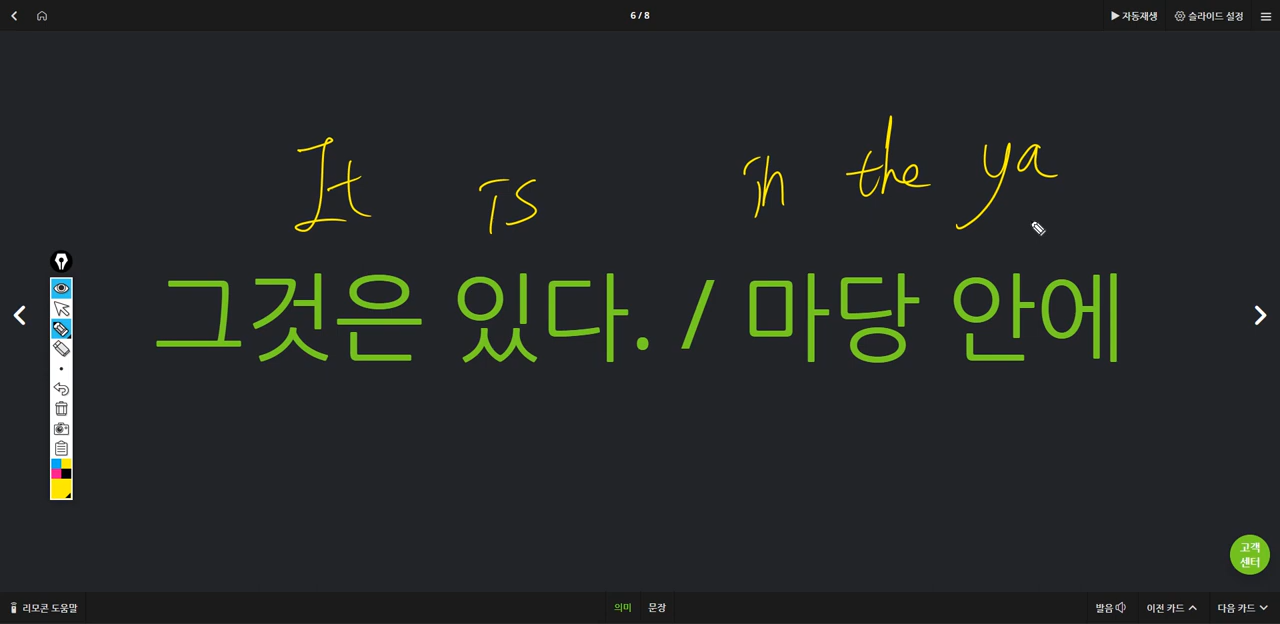 6 / 8
자동재생
슬라이드 설정
It is in the ya
그것은 있다. / 마당 안에
고객
센터
리모콘 도움말
의미
문장
발음
이전 카드
다음 카드